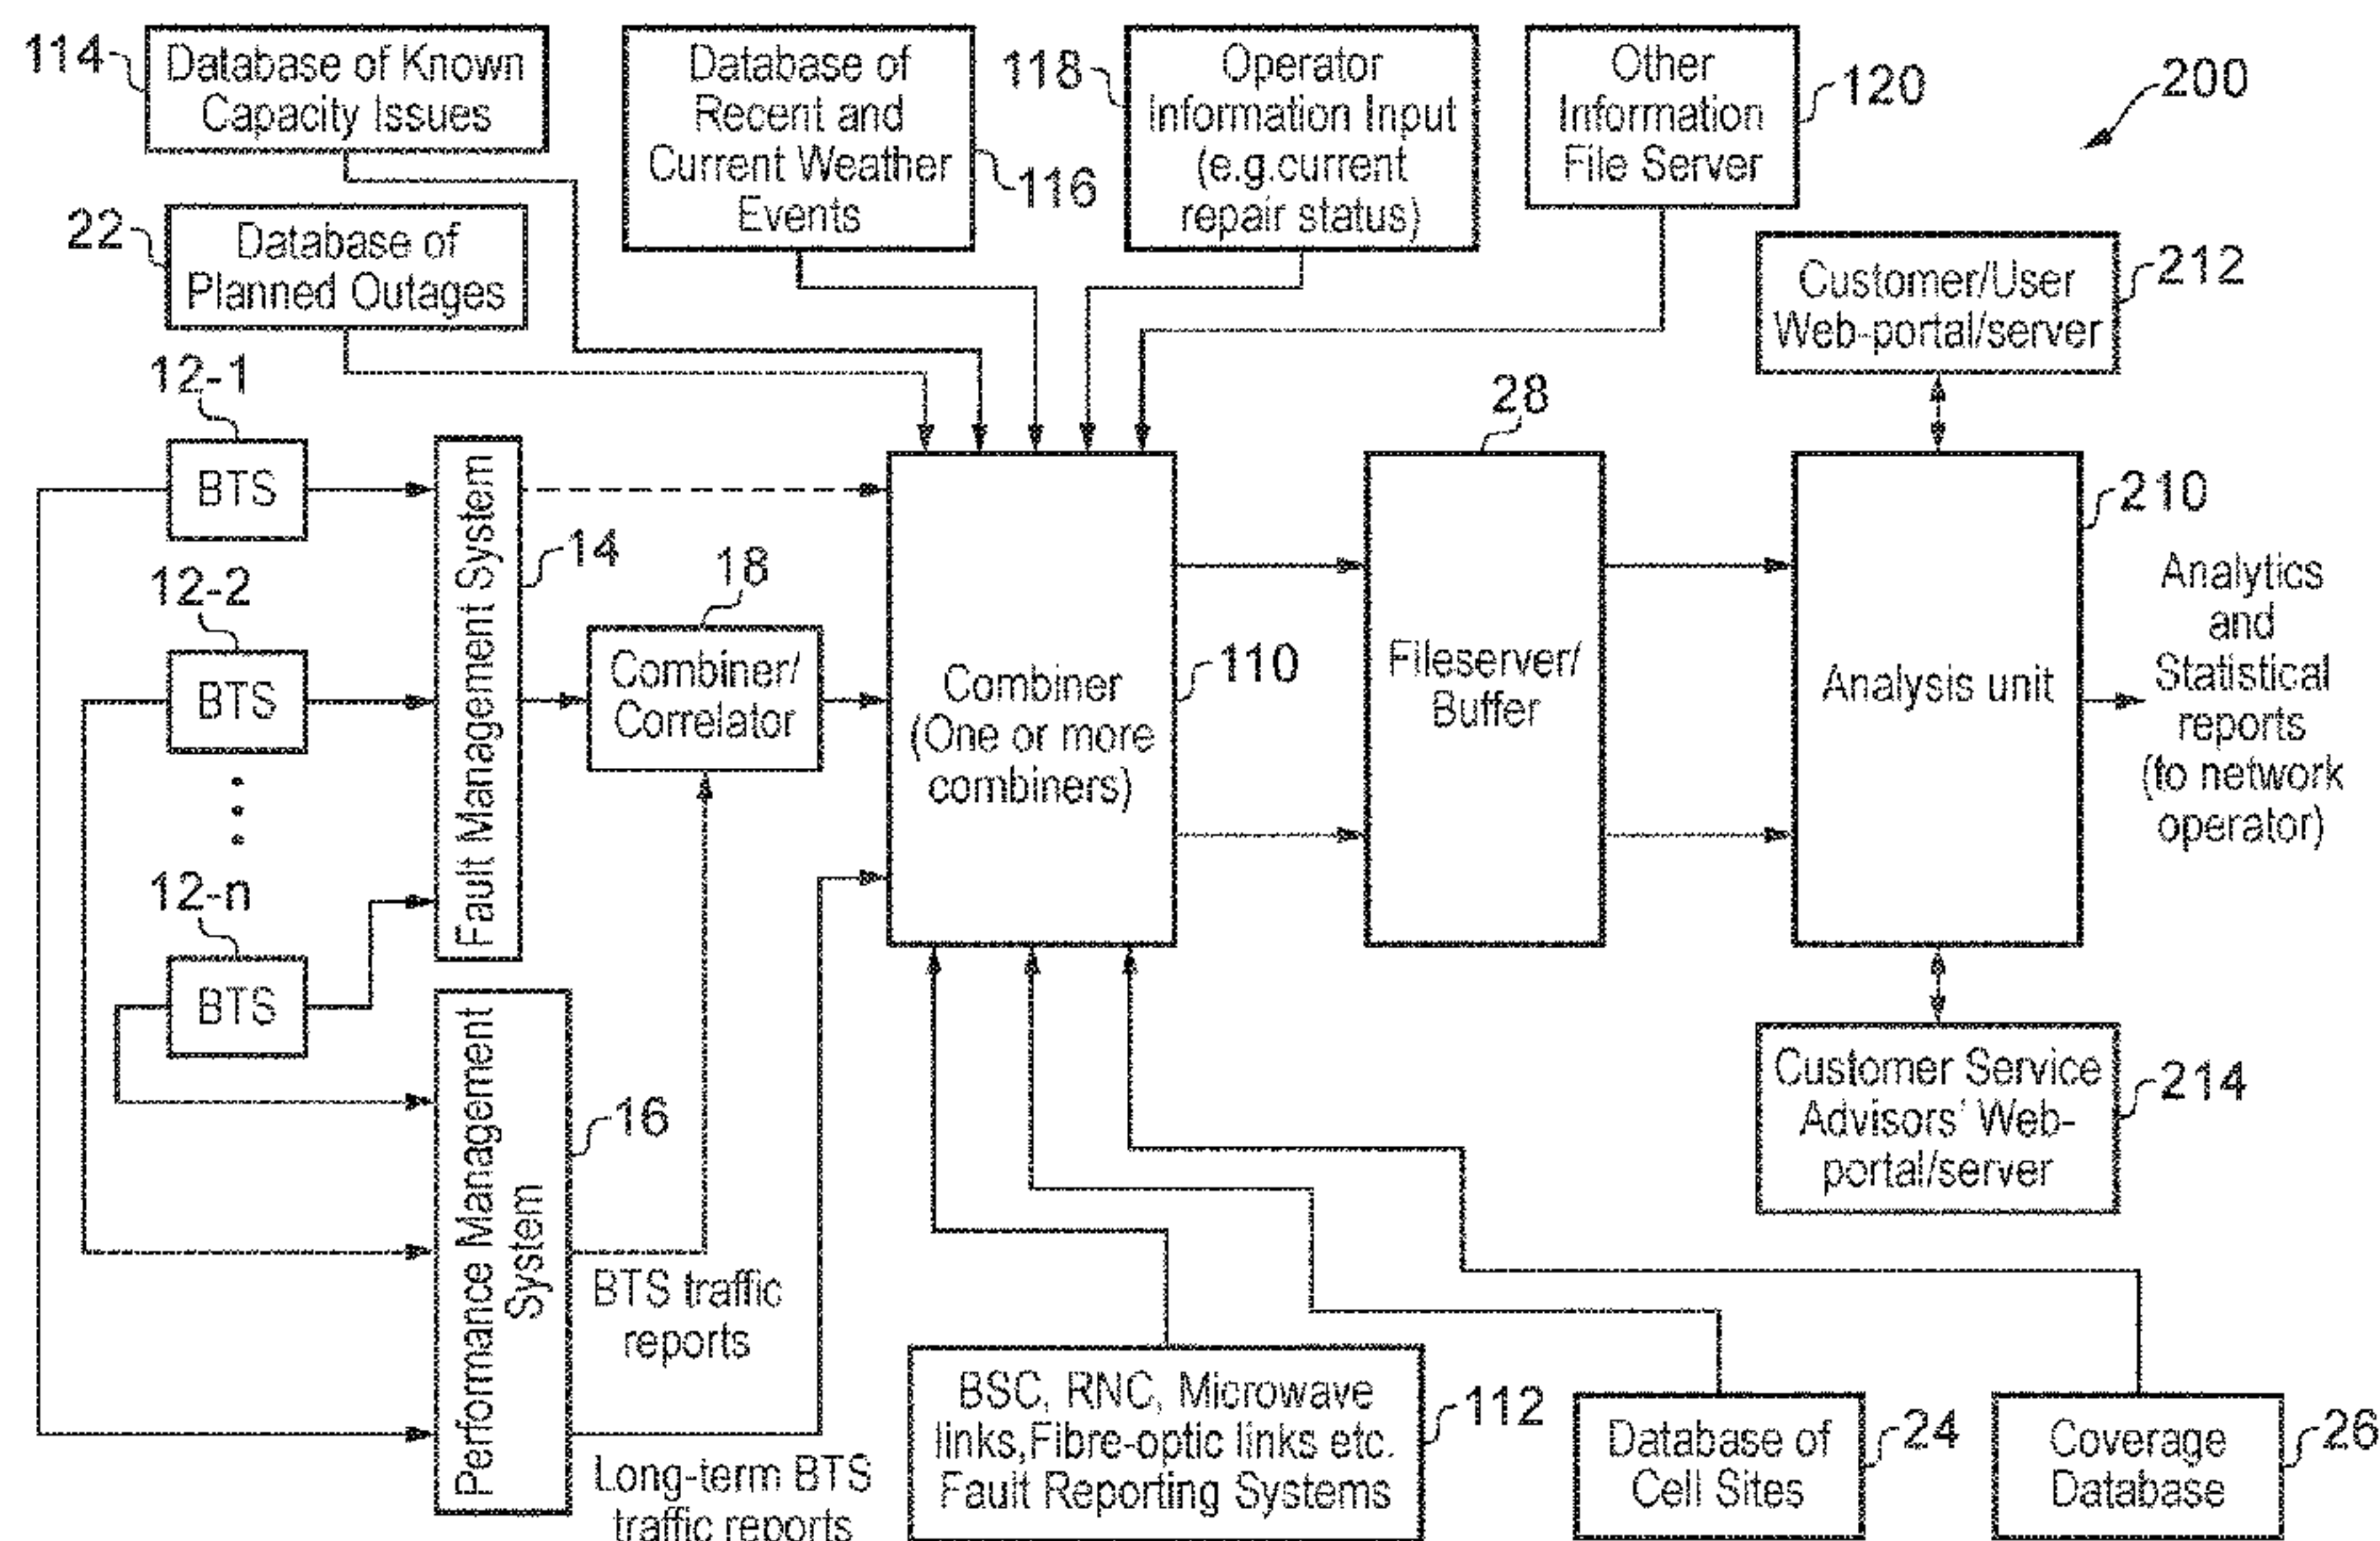 114
Database of Known
Capacity Issues
Database of
Recent and
Current Weather
Events
116
118
Operator
Information Input
(e.g.current
repair status)
Other
Information
File Server
120
200
22
Database of
Planned Outages
Customer/User
Web-portal/server
212
12-1
BTS
12-2
BTS
12-n
BTS
Fault Management System
14
18
Combiner/
Correlator
Combiner
(One or more
combiners)
110
28
Fileserver/
Buffer
Analysis unit
210
Analytics
and
Statistical
reports
(to network
operator)
Performance Management
System
16
BTS traffic
reports
Long-term BTS
traffic reports
Customer Service
Advisors' Web-
portal/server
214
BSC, RNC, Microwave
links,Fibre-optic links etc.
Fault Reporting Systems
112
Database of
Cell Sites
24
Coverage
Database
26